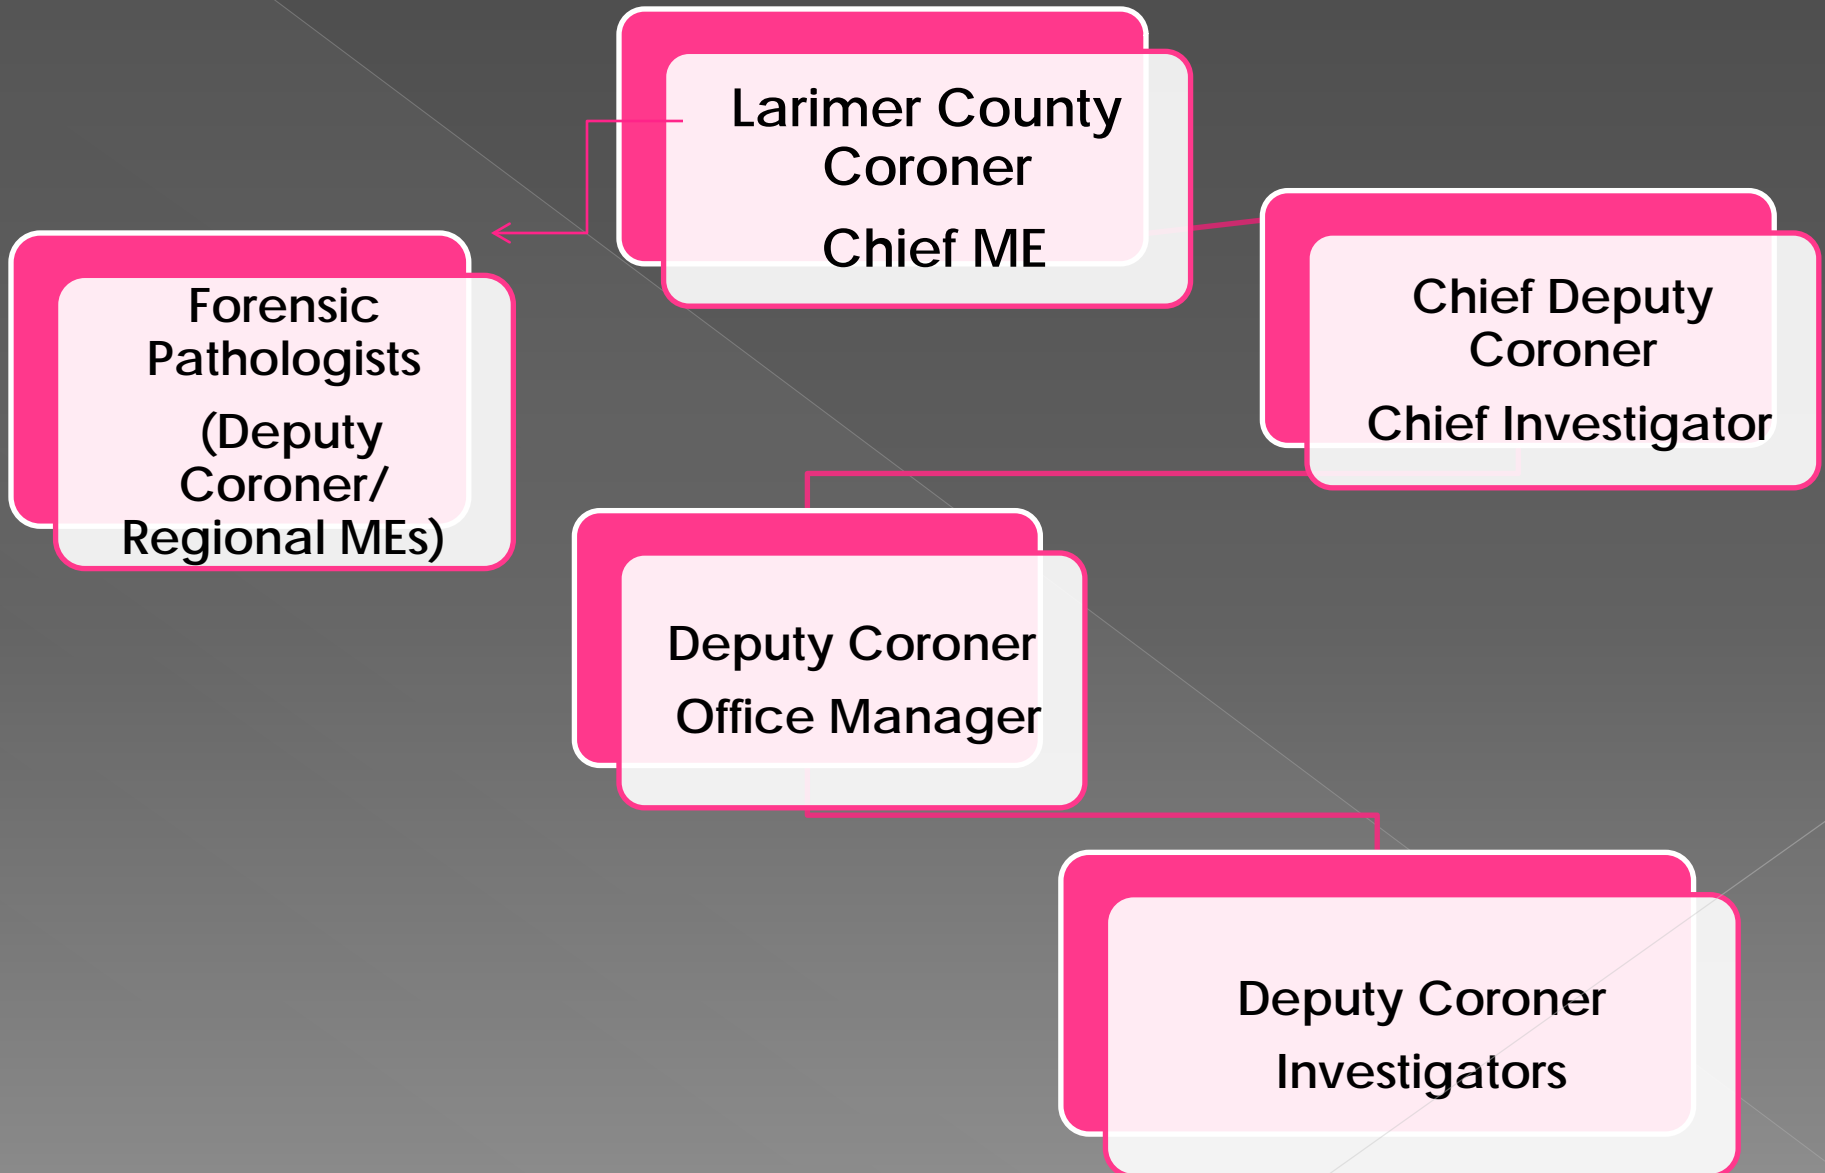 Larimer County
Coroner
Chief ME
Forensic
Pathologists
(Deputy
Coroner/
Regional MEs)
Chief Deputy
Coroner
Chief Investigator
Deputy Coroner
Office Manager
Deputy Coroner
Investigators